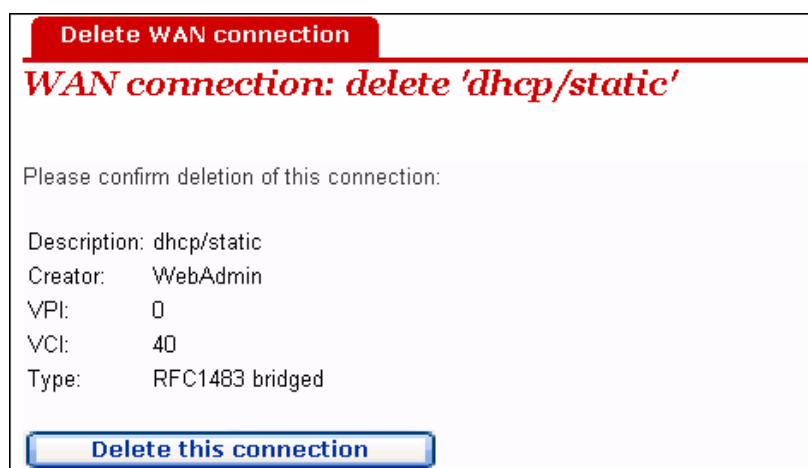 Delete WAN connection
WAN connection: delete 'dhcp/static'
Please confirm deletion of this connection:
Description: dhcp/static
Creator: WebAdmin
VPI: 0
VCI: 40
Type: RFC1483 bridged
Delete this connection